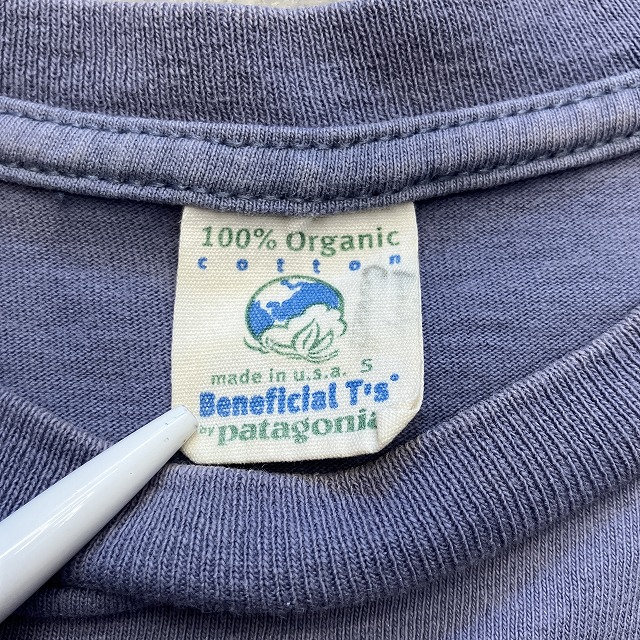 100% Organic
cotton
made in u.s.a. S
Beneficial T's
by patagonia